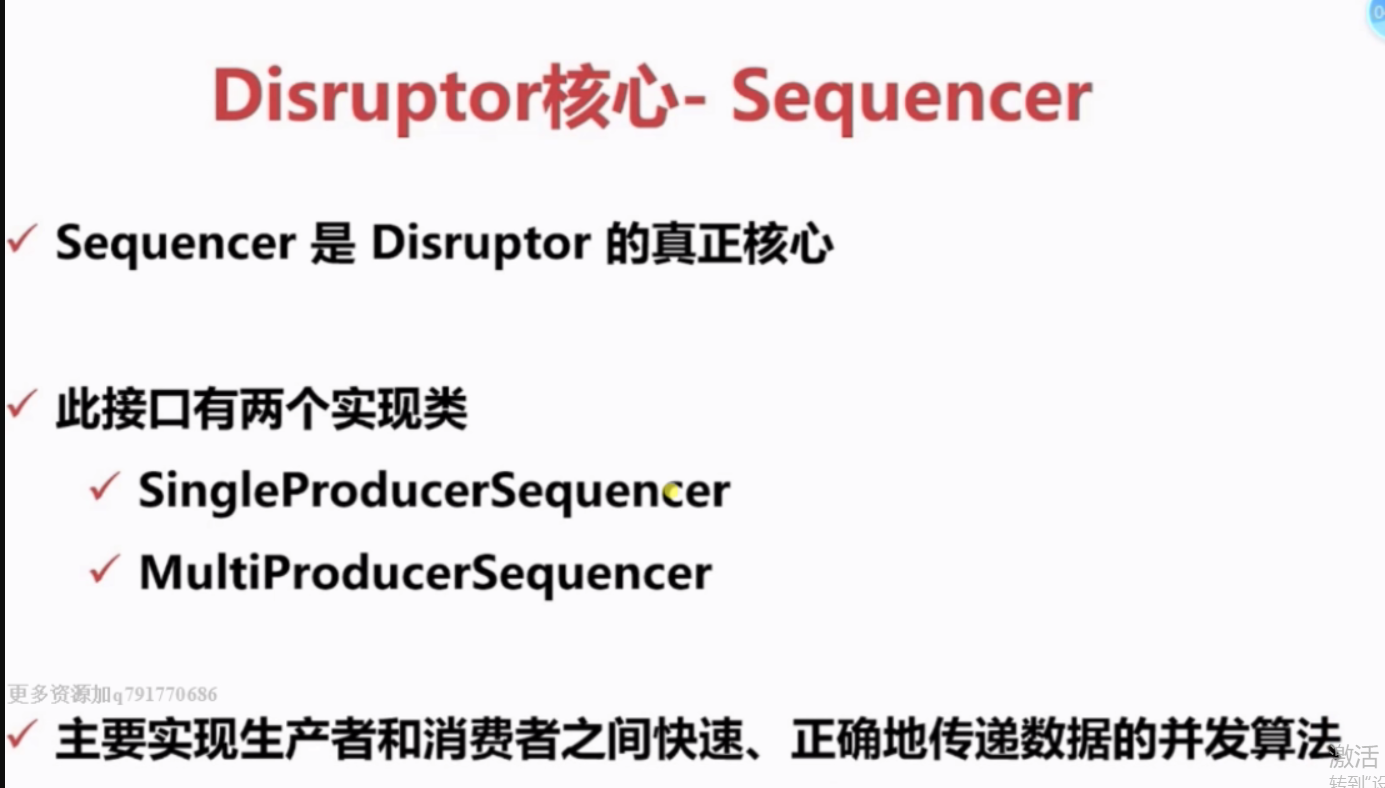 Disruptor核心- Sequencer
Sequencer 是 Disruptor 的真正核心
此接口有两个实现类
SingleProducerSequencer
MultiProducerSequencer
更多资源加q791770686
主要实现生产者和消费者之间快速、正确地传递数据的并发算法
激活
转到"设